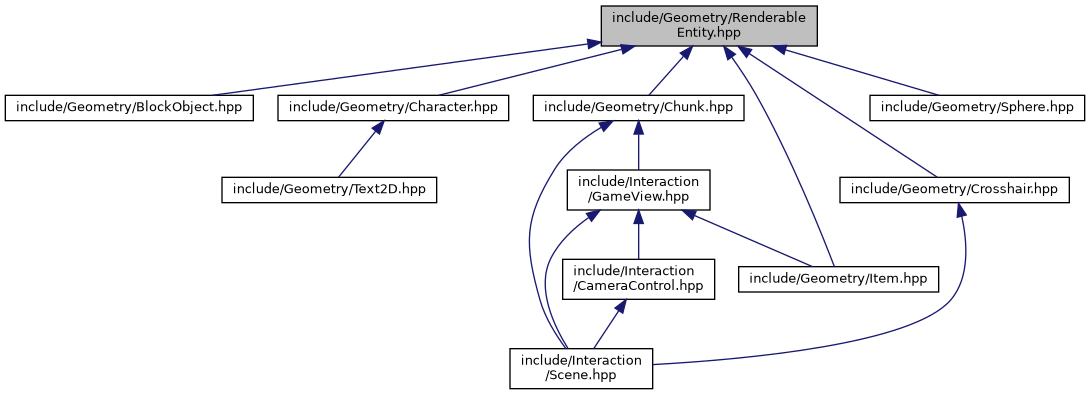 include/Geometry/Renderable
Entity.hpp
include/Geometry/BlockObject.hpp
include/Geometry/Character.hpp
include/Geometry/Chunk.hpp
include/Geometry/Sphere.hpp
include/Geometry/Text2D.hpp
include/Interaction
/GameView.hpp
include/Geometry/Crosshair.hpp
include/Interaction
/CameraControl.hpp
include/Geometry/Item.hpp
include/Interaction
/Scene.hpp